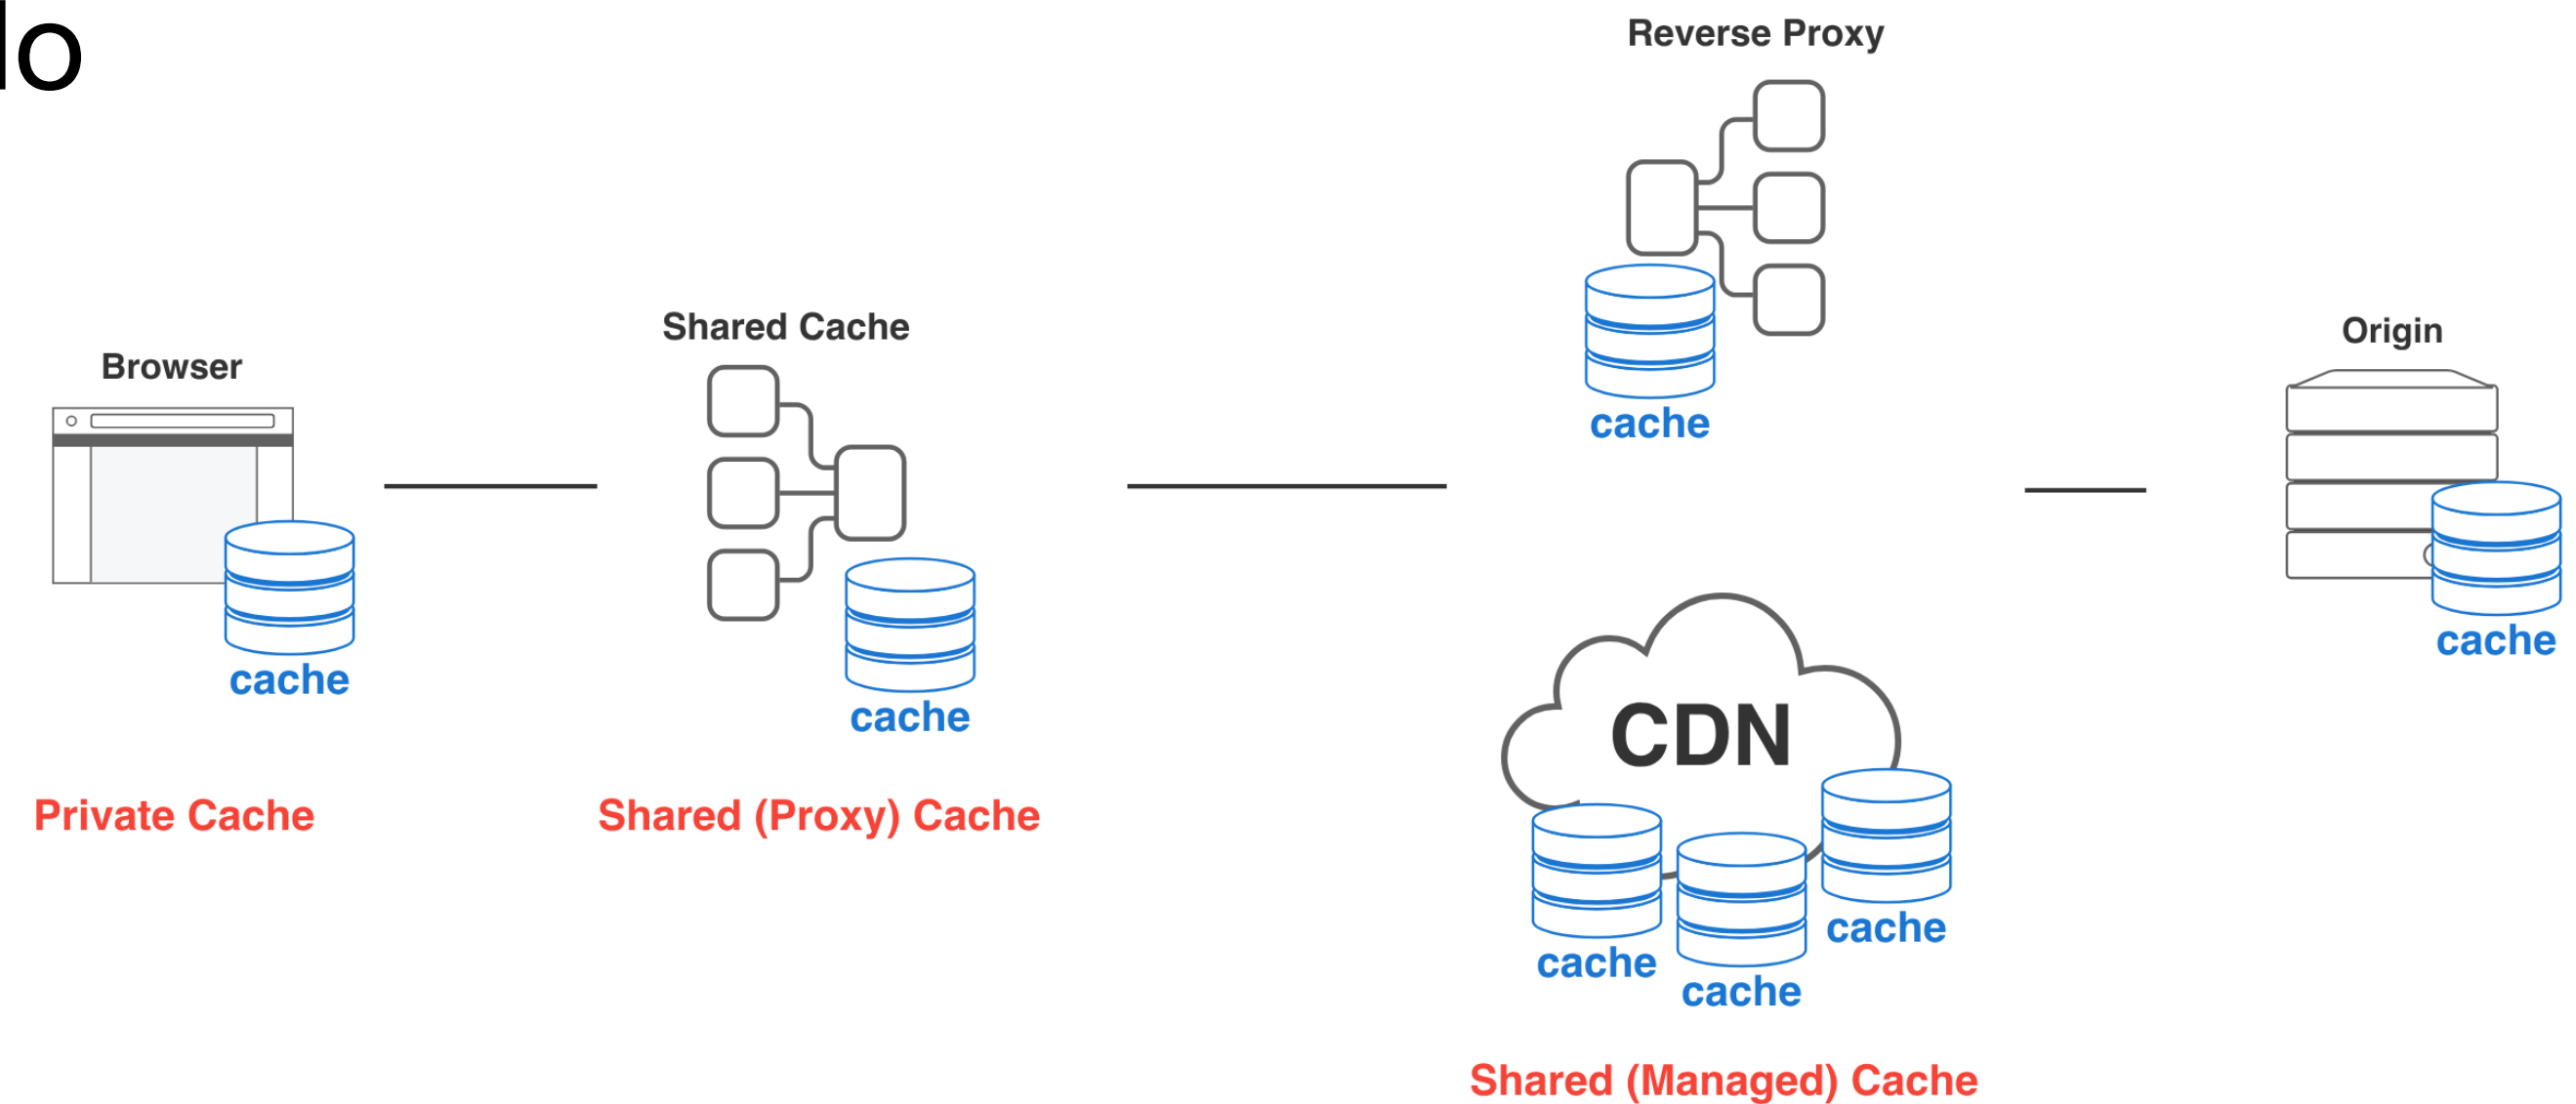 lo
Reverse Proxy
cache
Shared Cache
cache
Browser
cache
Origin
cache
CDN
cache
cache
cache
Private Cache
Shared (Proxy) Cache
Shared (Managed) Cache